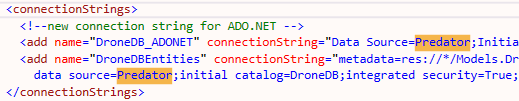 <connectionStrings>
<!--new connection string for ADO.NET -->
<add name="DroneDB_ADONET" connectionString="Data Source=Predator;Initia
<add name="DroneDBEntities" connectionString="metadata=res://*/Models.Dr
data source=Predator;initial catalog=DroneDB;integrated security=True;
</connectionStrings>